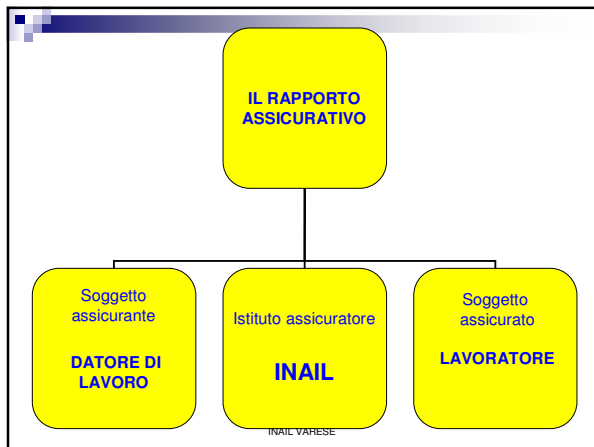 IL RAPPORTO
ASSICURATIVO
Soggetto
assicurante
DATORE DI
LAVORO
Istituto assicuratore
INAIL
Soggetto
assicurato
LAVORATORE
INAIL VARESE